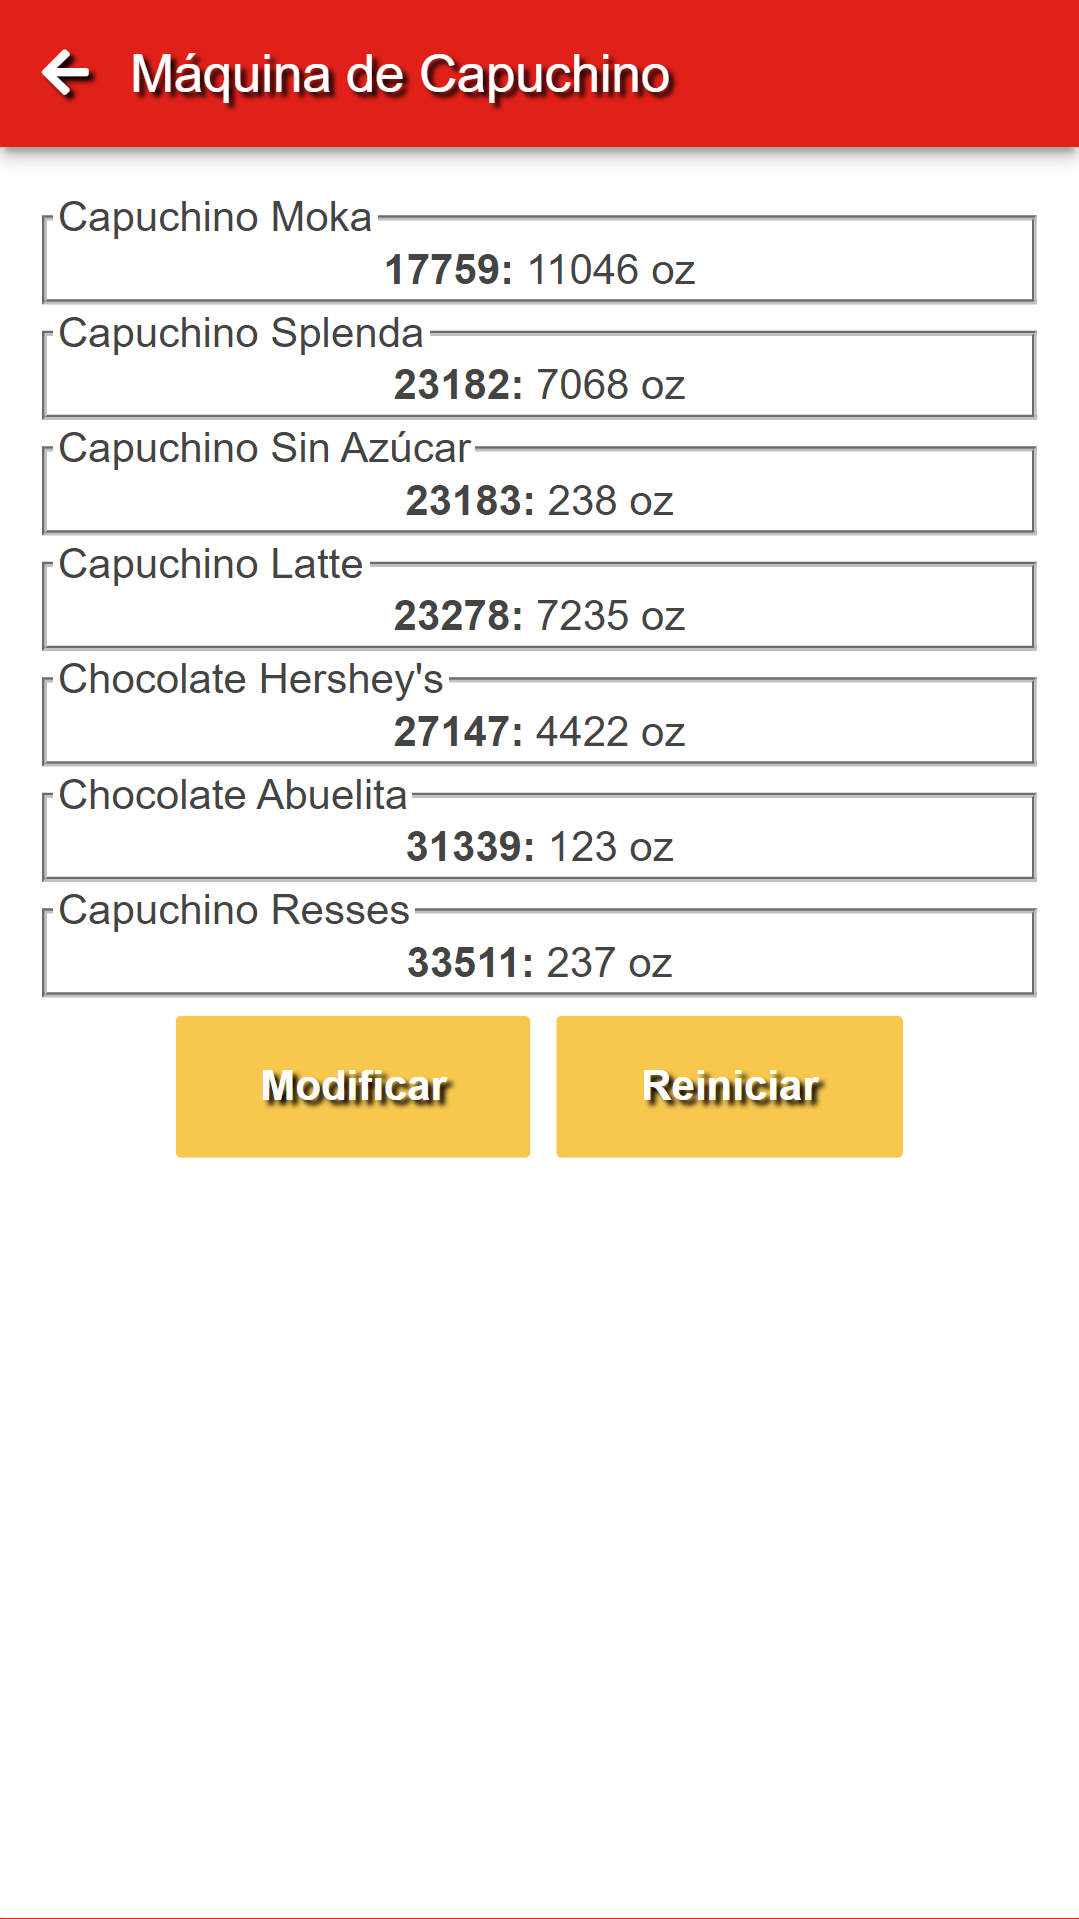 Máquina de Capuchino
Capuchino Moka
17759: 11046 oz
Capuchino Splenda
23182: 7068 oz
Capuchino Sin Azúcar
23183: 238 oz
Capuchino Latte
23278: 7235 oz
Chocolate Hershey's
27147: 4422 oz
Chocolate Abuelita
31339: 123 oz
Capuchino Resses
33511: 237 oz
Modificar Reiniciar